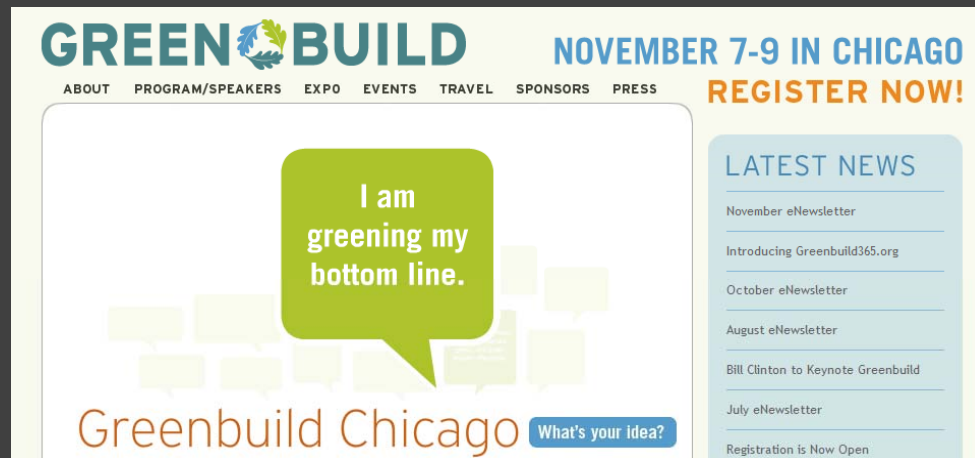 GREEN BUILD
NOVEMBER 7-9 IN CHICAGO
REGISTER NOW!
ABOUT PROGRAM/SPEAKERS EXPO EVENTS TRAVEL SPONSORS PRESS
I am
greening my
bottom line.
Greenbuild Chicago
What's your idea?
LATEST NEWS
November eNewsletter
Introducing Greenbuild365.org
October eNewsletter
August eNewsletter
Bill Clinton to Keynote Greenbuild
July eNewsletter
Registration is Now Open